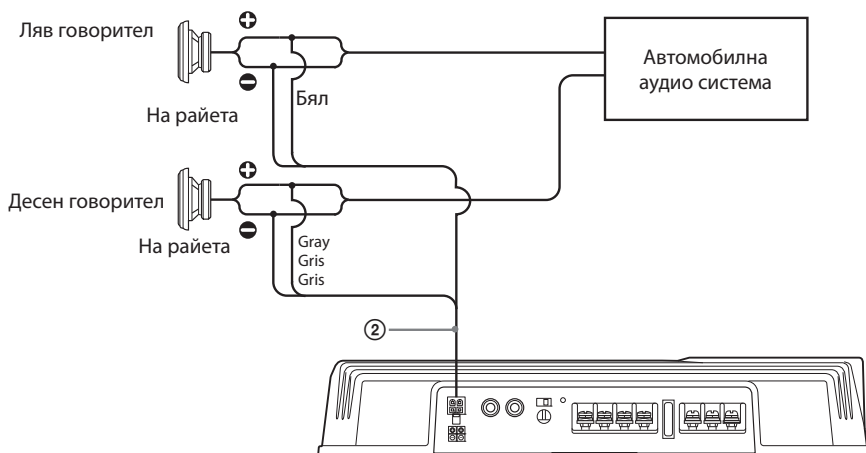 Ляв говорител
Автомобилна
аудио система
Бял
На райета
Десен говорител
На райета
Gray
Gris
Gris
2